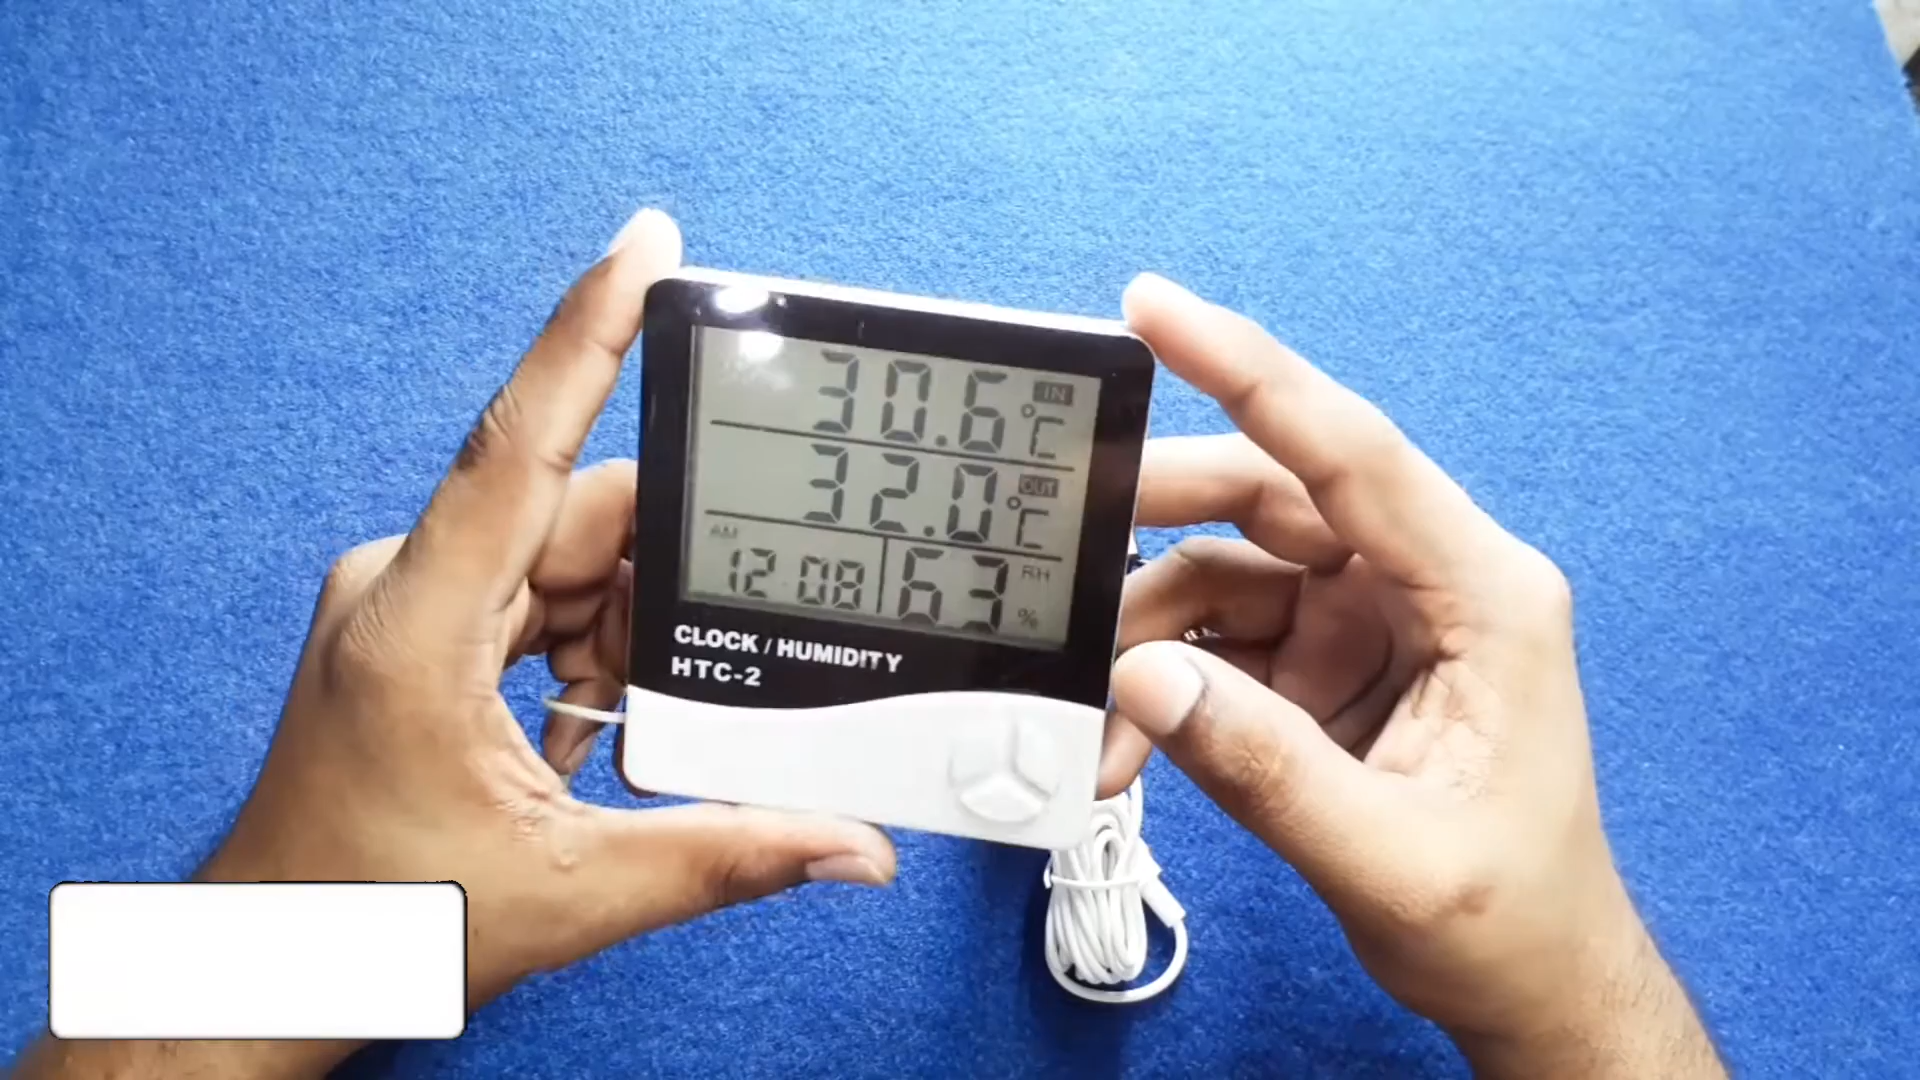 30.6 IN °C
32.0 OUT °C
AM 12:08 63 RH %
CLOCK / HUMIDITY
HTC-2